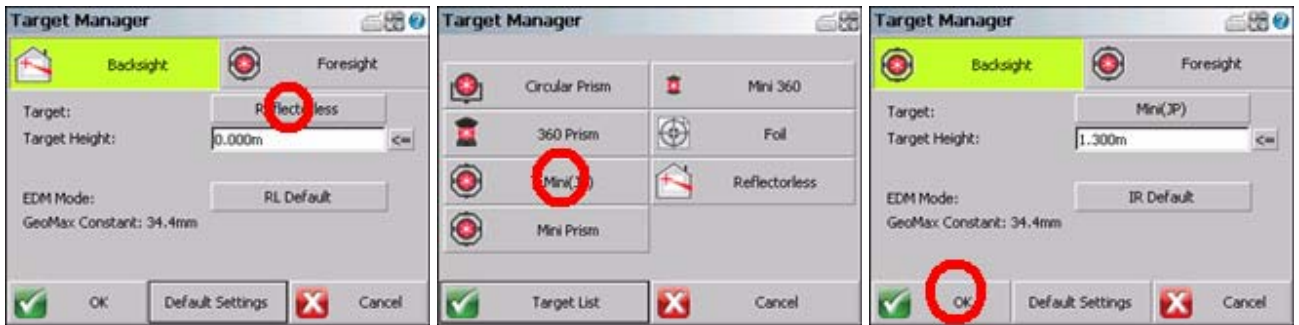 Target Manager
Backsight
Foresight
Target:
Reflectorless
Target Height:
0.000m
<=
EDM Mode:
RL Default
GeoMax Constant: 34.4mm
OK
Default Settings
Cancel
Target Manager
Circular Prism
Mini 360
360 Prism
Foil
Mini(JP)
Reflectorless
Mini Prism
Target List
Cancel
Target Manager
Backsight
Foresight
Target:
Mini(JP)
Target Height:
1.300m
<=
EDM Mode:
IR Default
GeoMax Constant: 34.4mm
OK
Default Settings
Cancel